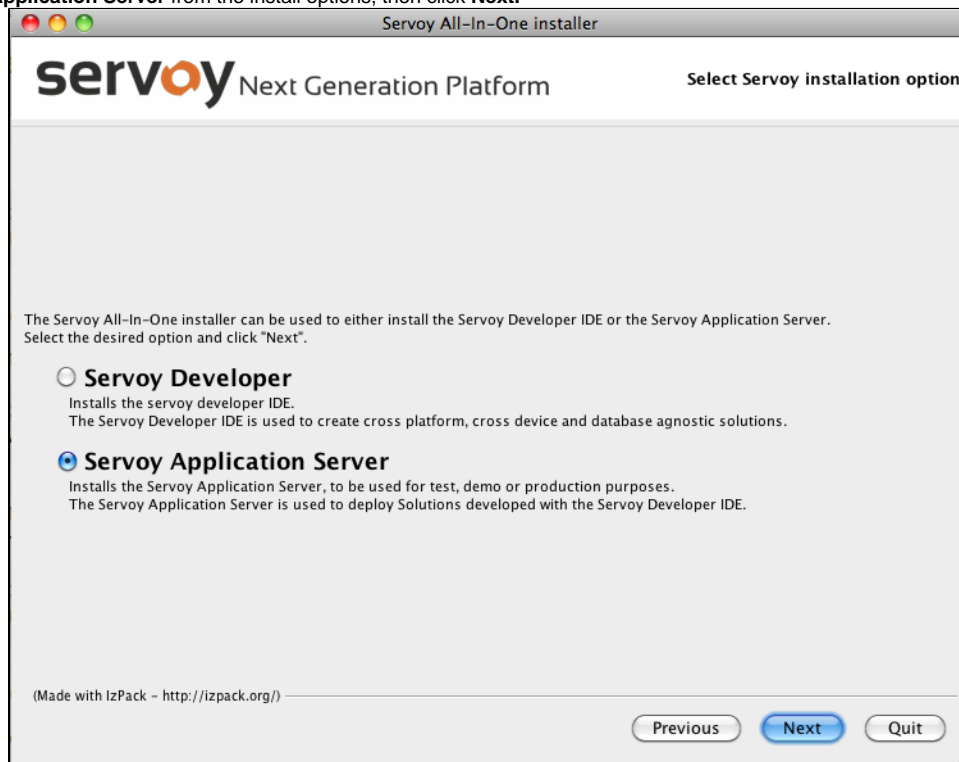 Application Server from the install options, then click Next.
Servoy All-In-One installer
servoy Next Generation Platform
Select Servoy installation option
The Servoy All-In-One installer can be used to either install the Servoy Developer IDE or the Servoy Application Server.
Select the desired option and click "Next".
Servoy Developer
Installs the servoy developer IDE.
The Servoy Developer IDE is used to create cross platform, cross device and database agnostic solutions.
Servoy Application Server
Installs the Servoy Application Server, to be used for test, demo or production purposes.
The Servoy Application Server is used to deploy Solutions developed with the Servoy Developer IDE.
(Made with IzPack - http://izpack.org/)
Previous Next Quit